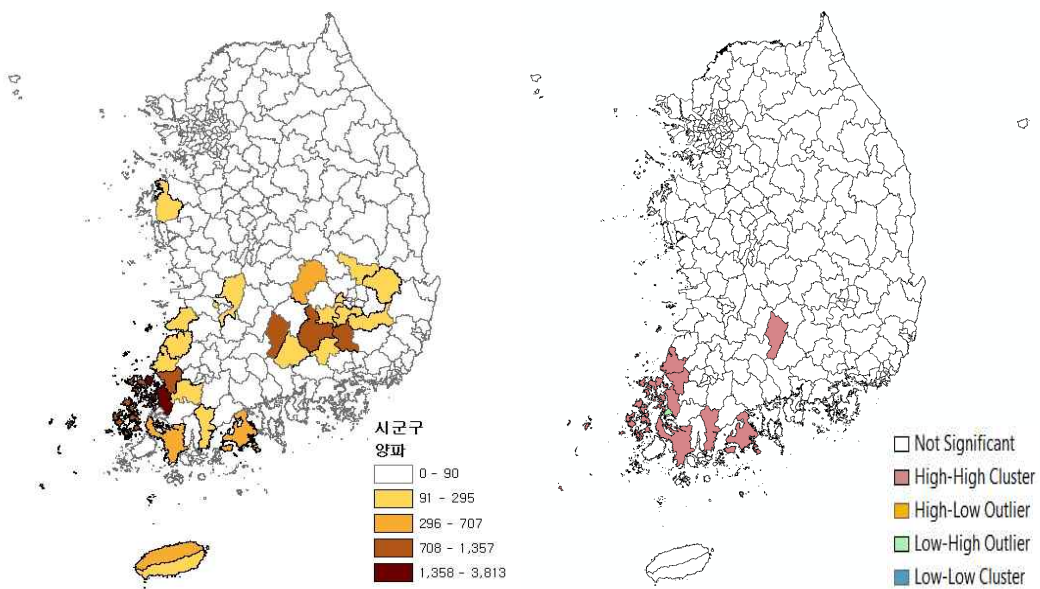 시군구
양파
0 - 90
91 - 295
296 - 707
708 - 1,357
1,358 - 3,813
Not Significant
High-High Cluster
High-Low Outlier
Low-High Outlier
Low-Low Cluster